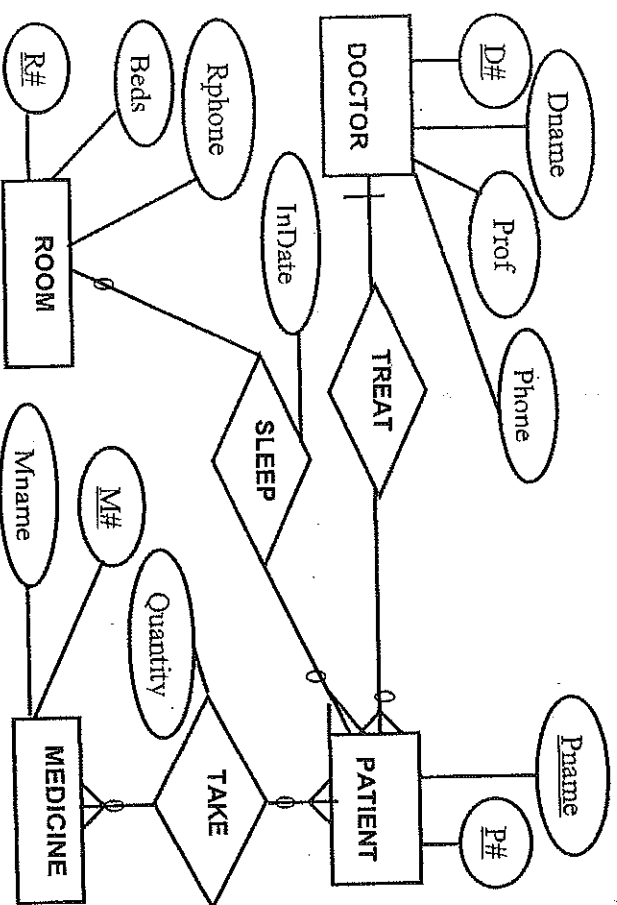 D#
Dname
Prof
Phone
DOCTOR
TREAT
Pname
P#
PATIENT
InDate
SLEEP
Rphone
Beds
R#
ROOM
Quantity
TAKE
M#
Mname
MEDICINE